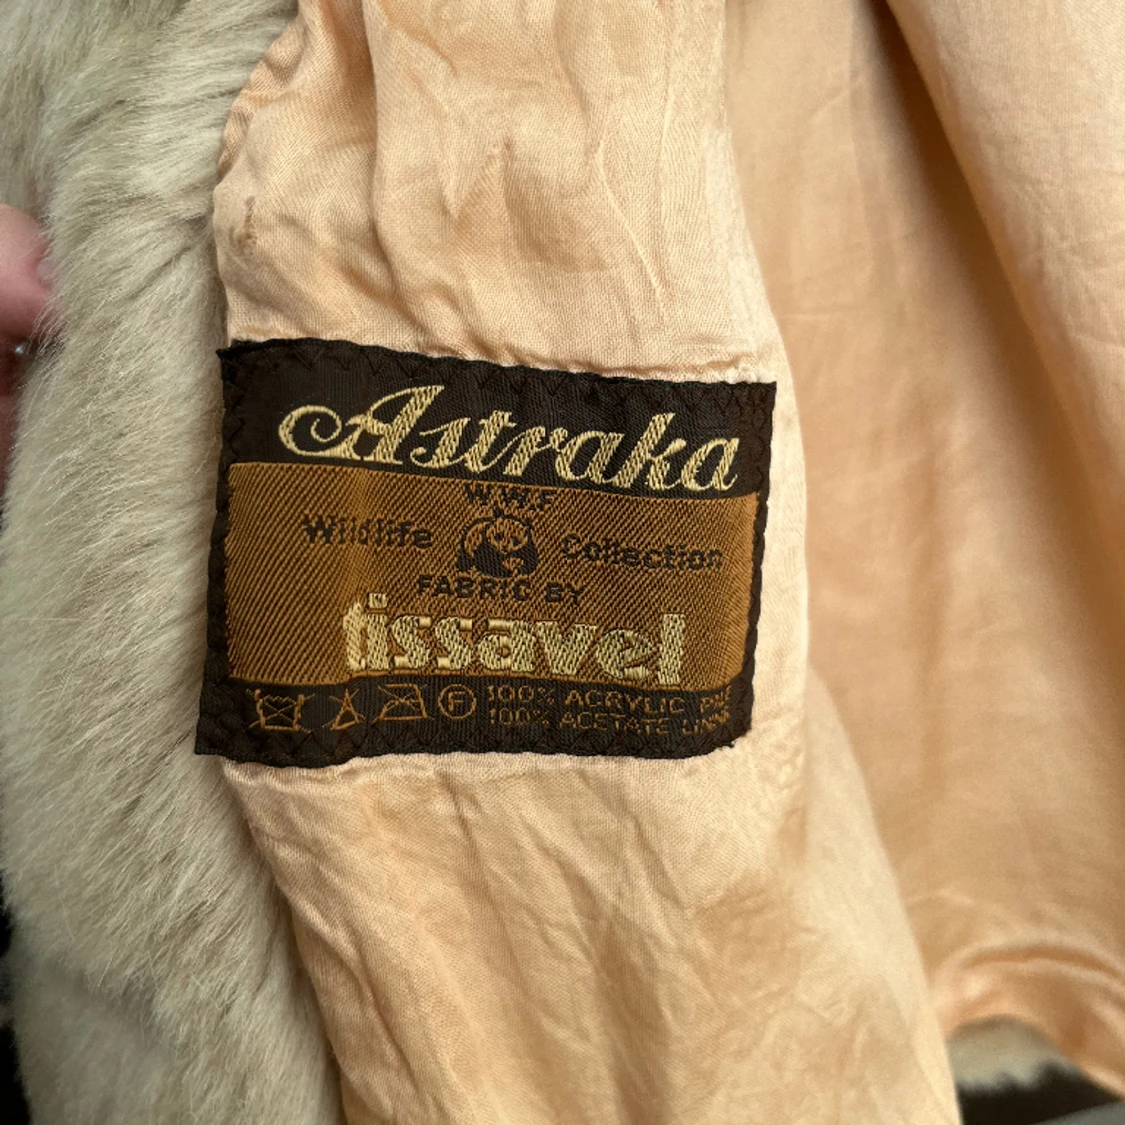 Astraka
W.W.F
Wildlife Collection
FABRIC BY
tissavel
F 100% ACRYLIC
100% ACETATE